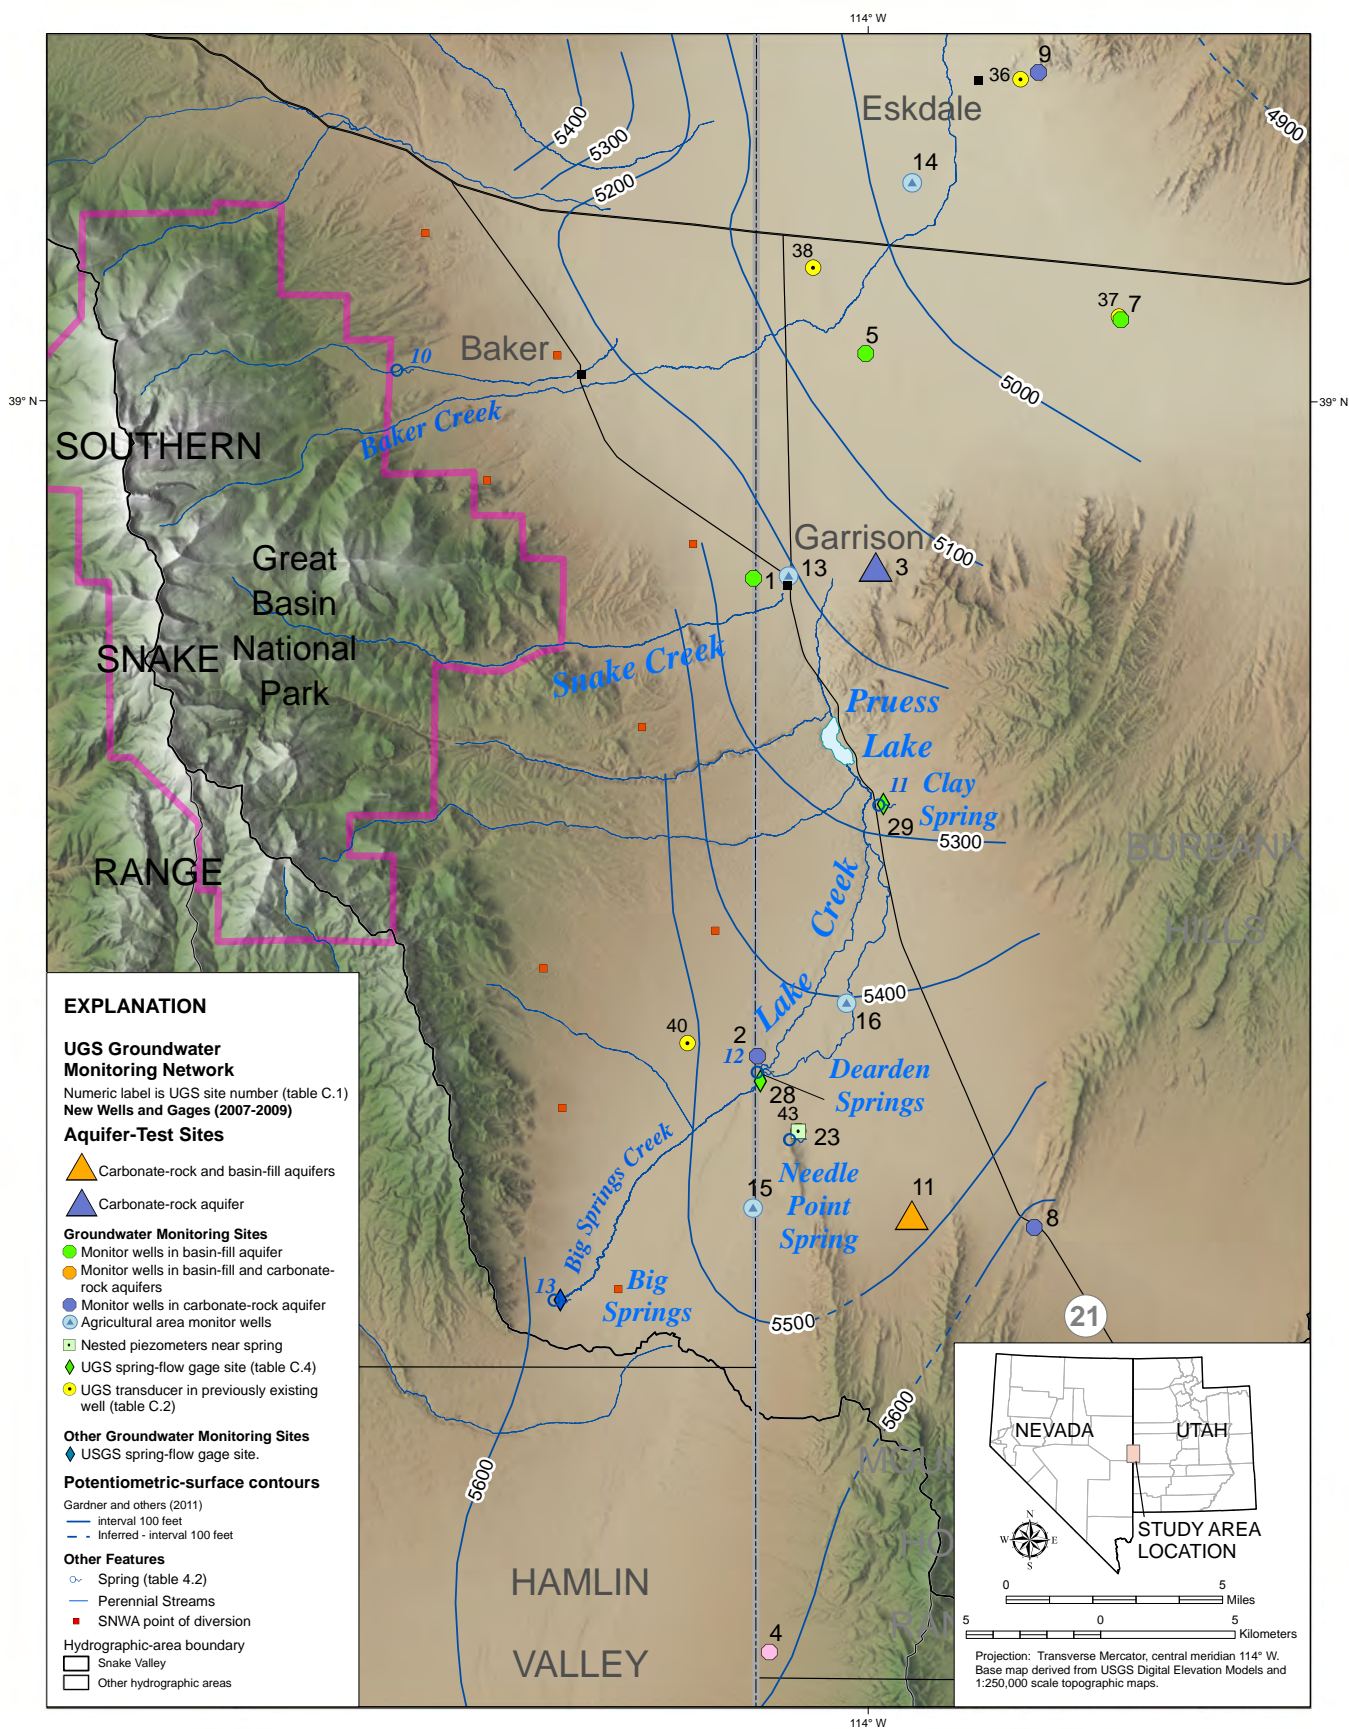 114° W
9
36
Eskdale
5400
5300
4900
14
5200
38
37 7
5
Baker
10
5000
39° N
39° N
Baker Creek
SOUTHERN
Garrison
5100
Great
Basin
National
Park
13
3
1
SNAKE
Snake Creek
Pruess
Lake
11 Clay
Spring
29
5300
BURBANK
RANGE
Creek
HILLS
Lake
5400
16
40
2
12
Dearden
Springs
28
43
23
Big Springs Creek
Needle
Point
Spring
15
11
8
13
Big
Springs
5500
21
5600
5600
MOUN
HO
RAN
HAMLIN
VALLEY
4
EXPLANATION
UGS Groundwater
Monitoring Network
Numeric label is UGS site number (table C.1)
New Wells and Gages (2007-2009)
Aquifer-Test Sites
Carbonate-rock and basin-fill aquifers
Carbonate-rock aquifer
Groundwater Monitoring Sites
Monitor wells in basin-fill aquifer
Monitor wells in basin-fill and carbonate-
rock aquifers
Monitor wells in carbonate-rock aquifer
Agricultural area monitor wells
Nested piezometers near spring
UGS spring-flow gage site (table C.4)
UGS transducer in previously existing
well (table C.2)
Other Groundwater Monitoring Sites
USGS spring-flow gage site.
Potentiometric-surface contours
Gardner and others (2011)
interval 100 feet
Inferred - interval 100 feet
Other Features
Spring (table 4.2)
Perennial Streams
SNWA point of diversion
Hydrographic-area boundary
Snake Valley
Other hydrographic areas
NEVADA
UTAH
N
W E
S
STUDY AREA
LOCATION
0 5
Miles
5 0 5
Kilometers
Projection: Transverse Mercator, central meridian 114° W.
Base map derived from USGS Digital Elevation Models and
1:250,000 scale topographic maps.
114° W